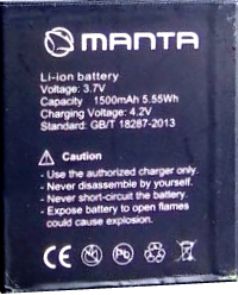 MANTA
Li-ion battery
Voltage: 3.7V
Capacity 1500mAh 5.55Wh
Charging Voltage: 4.2V
Standard: GB/T 18287-2013
Caution
- Use the authorized charger only.
- Never disassemble by yourself.
- Never short-circuit the battery.
- Expose battery to open flames
could cause explosion.
CE